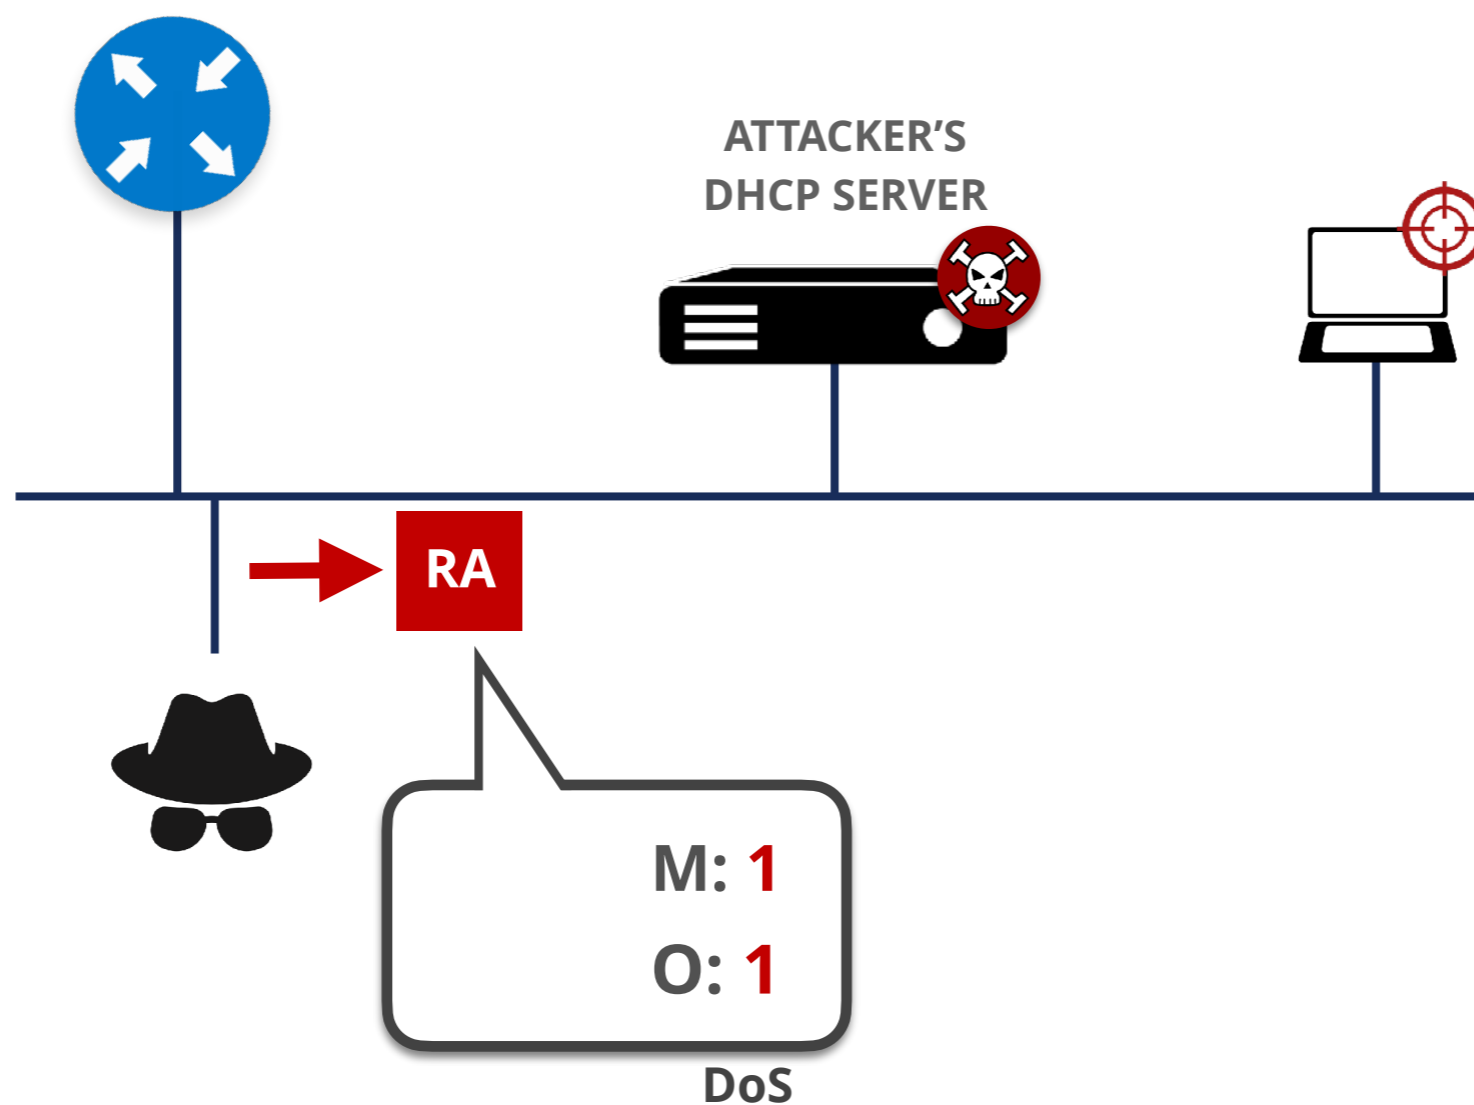 ATTACKER’S
DHCP SERVER
RA
M: 1
O: 1
DoS